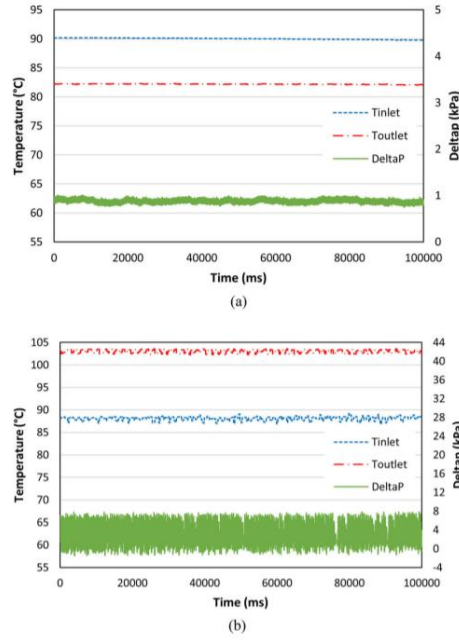 95
90
85
80
75
70
65
60
55
Temperature (°C)
5
4
3
2
1
0
Deltap (kPa)
Tinlet
Toutlet
DeltaP
0 20000 40000 60000 80000 100000
Time (ms)
(a)
105
100
95
90
85
80
75
70
65
60
55
Temperature (°C)
44
40
36
32
28
24
20
16
12
8
4
0
-4
Deltap (kPa)
Tinlet
Toutlet
DeltaP
0 20000 40000 60000 80000 100000
Time (ms)
(b)